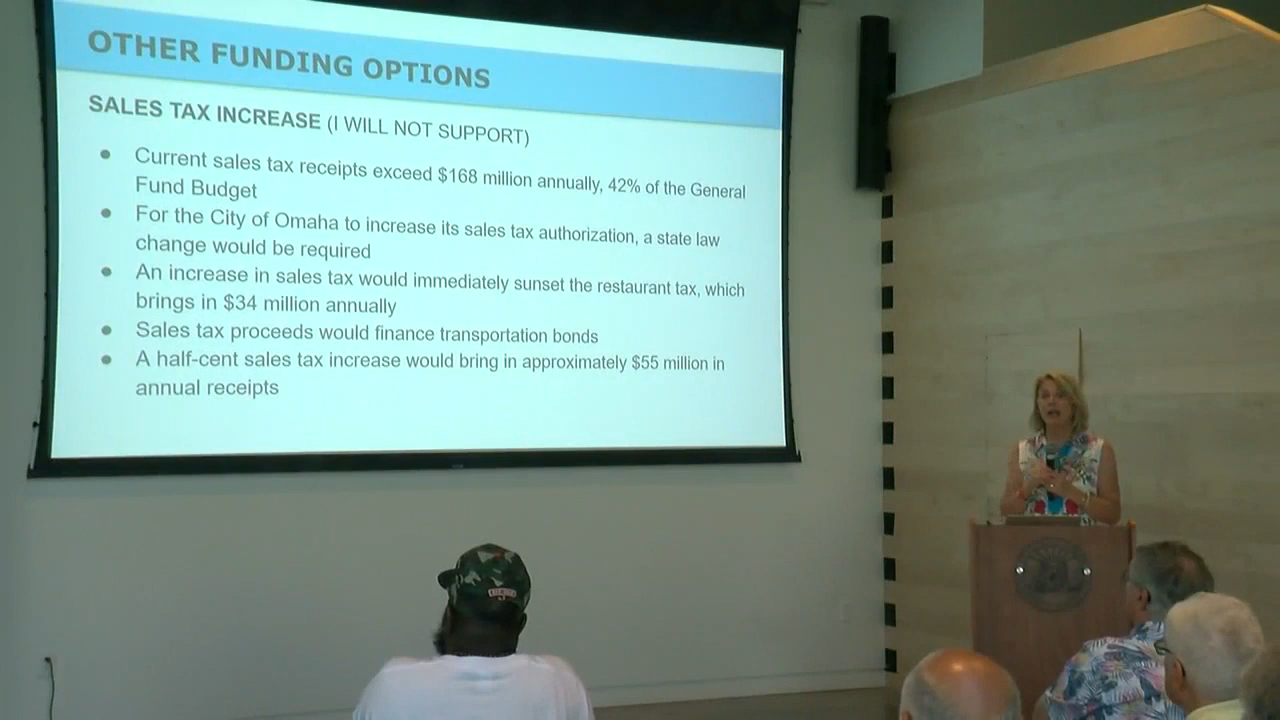 OTHER FUNDING OPTIONS
SALES TAX INCREASE (I WILL NOT SUPPORT)
• Current sales tax receipts exceed $168 million annually, 42% of the General
Fund Budget
• For the City of Omaha to increase its sales tax authorization, a state law
change would be required
• An increase in sales tax would immediately sunset the restaurant tax, which
brings in $34 million annually
• Sales tax proceeds would finance transportation bonds
• A half-cent sales tax increase would bring in approximately $55 million in
annual receipts